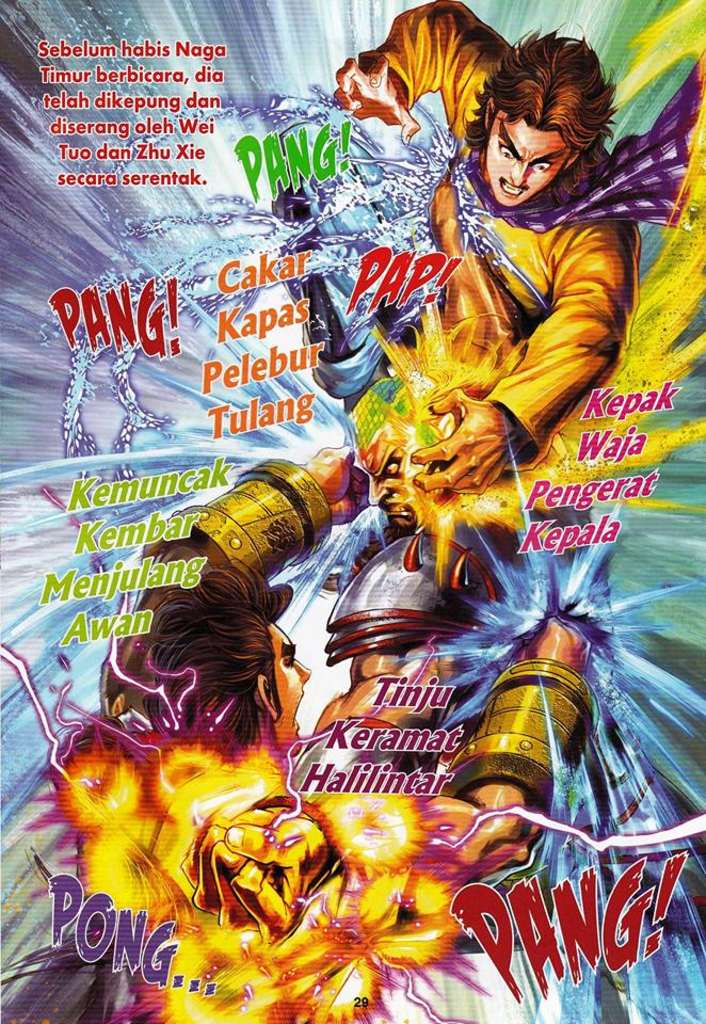 Sebelum habis Naga
Timur berbicara, dia
telah dikepung dan
diserang oleh Wei
Tuo dan Zhu Xie
secara serentak.
PANG!
PAP!
PANG!
Cakar
Kapas
Pelebur
Tulang
Kepak
Waja
Pengerat
Kepala
Kemuncak
Kembar
Menjulang
Awan
Tinju
Keramat
Halilintar
PONG...
PANG!
29